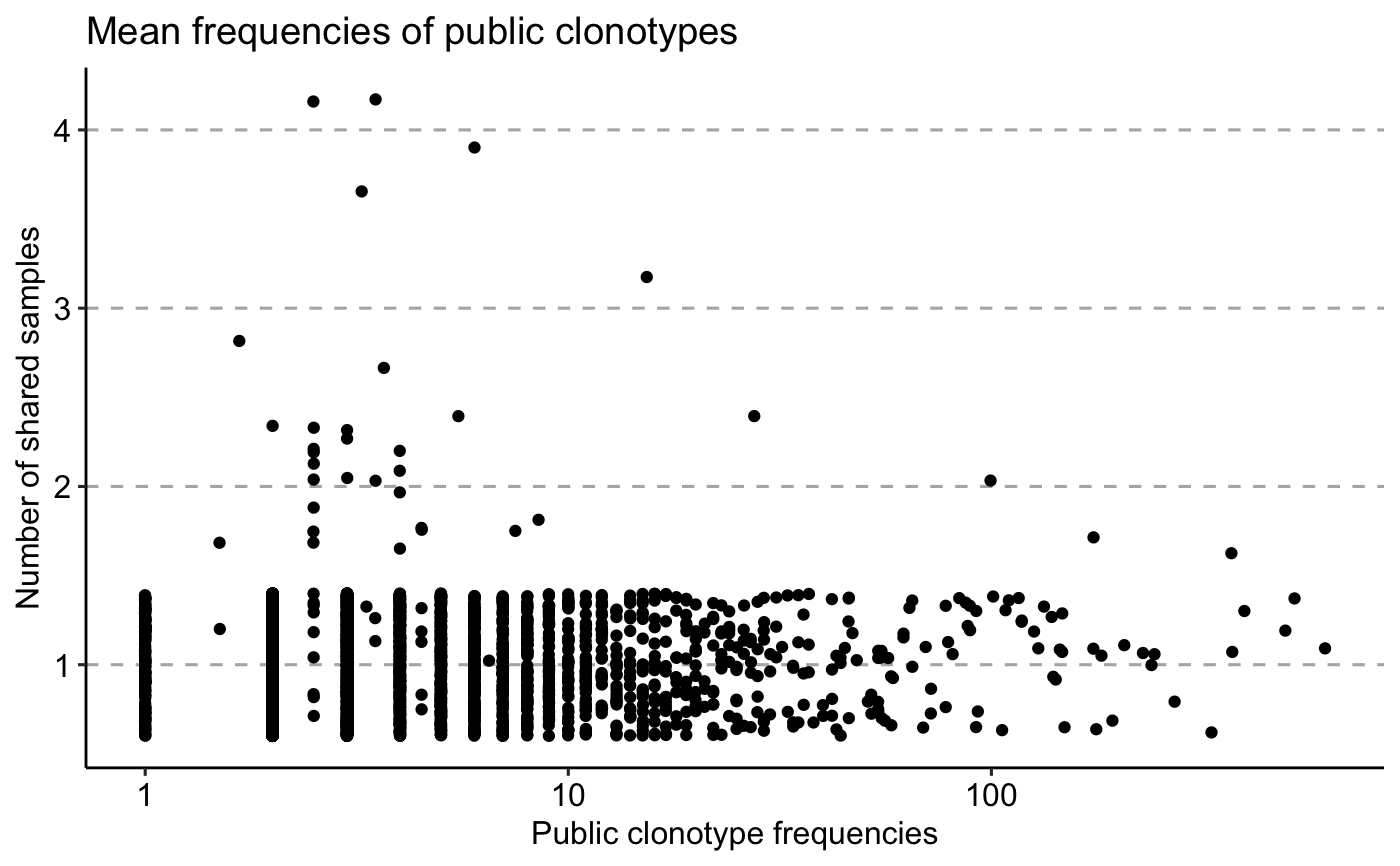 Mean frequencies of public clonotypes
Number of shared samples
4
3
2
1
1 10 100
Public clonotype frequencies